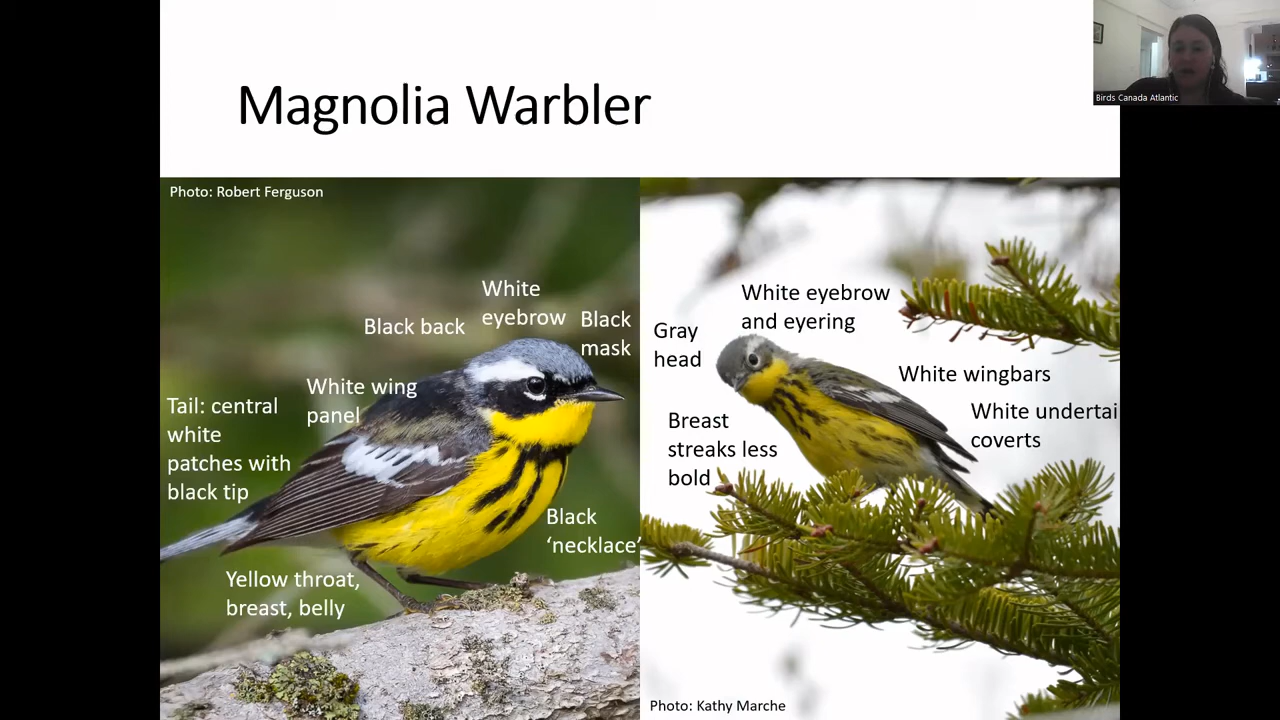 Magnolia Warbler
Birds Canada Atlantic
Photo: Robert Ferguson
White
eyebrow
Black back
Black
mask
White wing
panel
Tail: central
white
patches with
black tip
Black
‘necklace’
Yellow throat,
breast, belly
White eyebrow
and eyering
Gray
head
White wingbars
White undertai
coverts
Breast
streaks less
bold
Photo: Kathy Marche